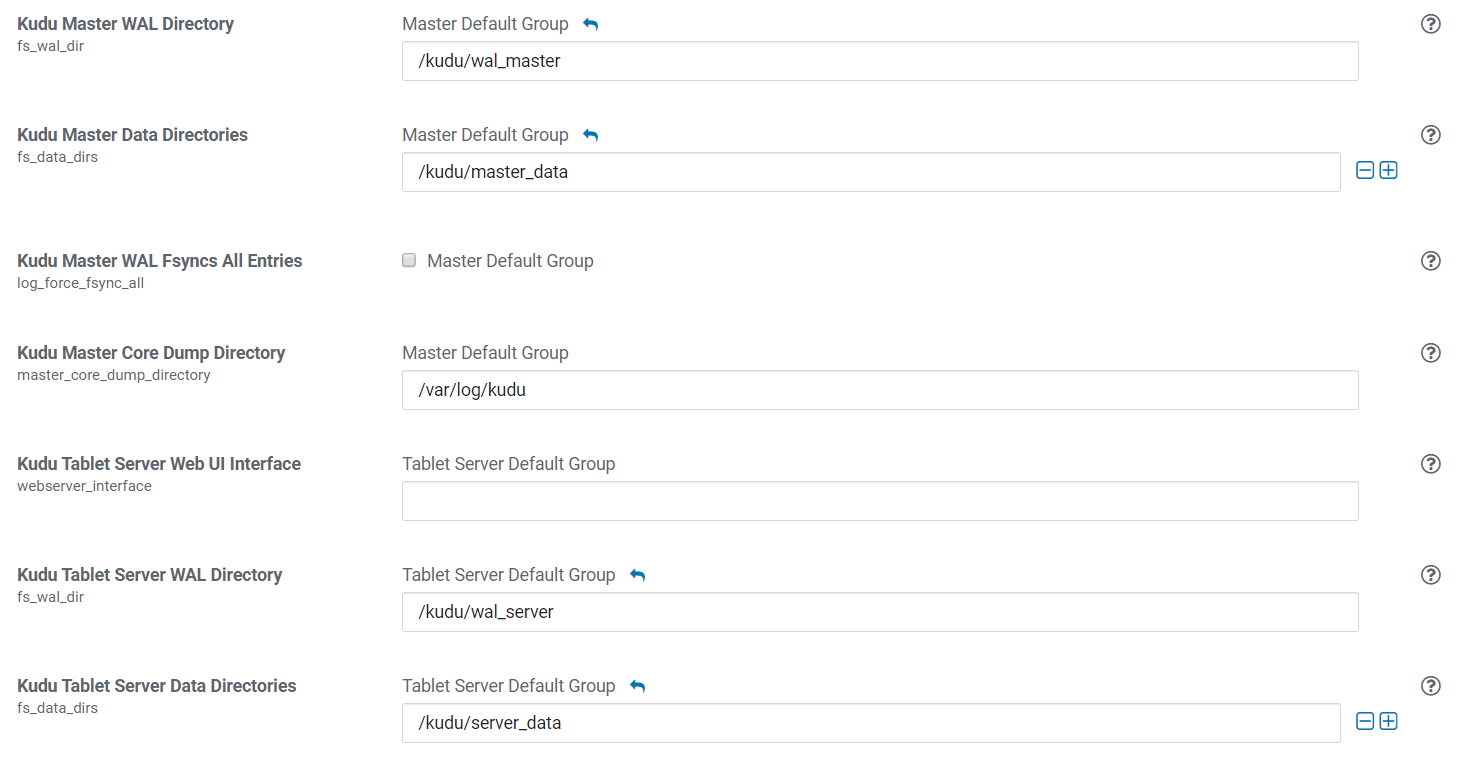 Kudu Master WAL Directory Master Default Group
fs_wal_dir
/kudu/wal_master
Kudu Master Data Directories Master Default Group
fs_data_dirs
/kudu/master_data
Kudu Master WAL Fsyncs All Entries Master Default Group
log_force_fsync_all
Kudu Master Core Dump Directory Master Default Group
master_core_dump_directory
/var/log/kudu
Kudu Tablet Server Web UI Interface Tablet Server Default Group
webserver_interface
Kudu Tablet Server WAL Directory Tablet Server Default Group
fs_wal_dir
/kudu/wal_server
Kudu Tablet Server Data Directories Tablet Server Default Group
fs_data_dirs
/kudu/server_data